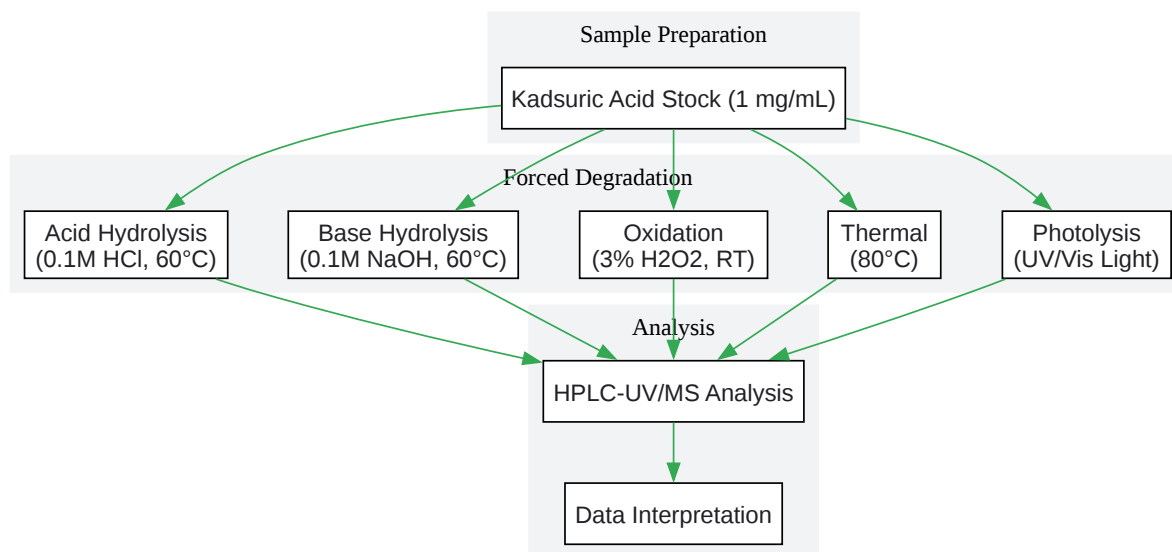 Sample Preparation
Kadsuric Acid Stock (1 mg/mL)
Forced Degradation
Acid Hydrolysis
(0.1M HCl, 60°C)
Base Hydrolysis
(0.1M NaOH, 60°C)
Oxidation
(3% H2O2, RT)
Thermal
(80°C)
Photolysis
(UV/Vis Light)
Analysis
HPLC-UV/MS Analysis
Data Interpretation